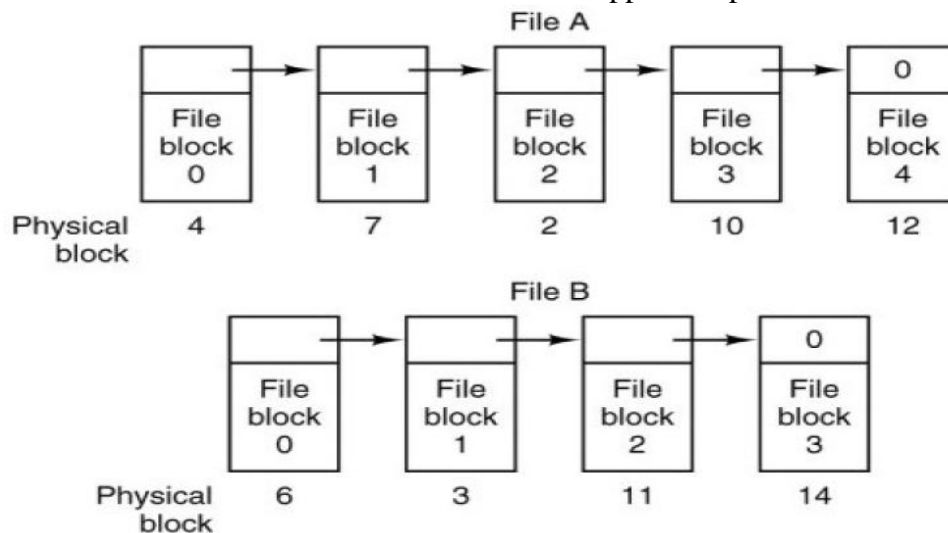 File A
0
File File File File File
block block block block block
0 1 2 3 4
Physical 4 7 2 10 12
block
File B
0
File File File File
block block block block
0 1 2 3
Physical 6 3 11 14
block